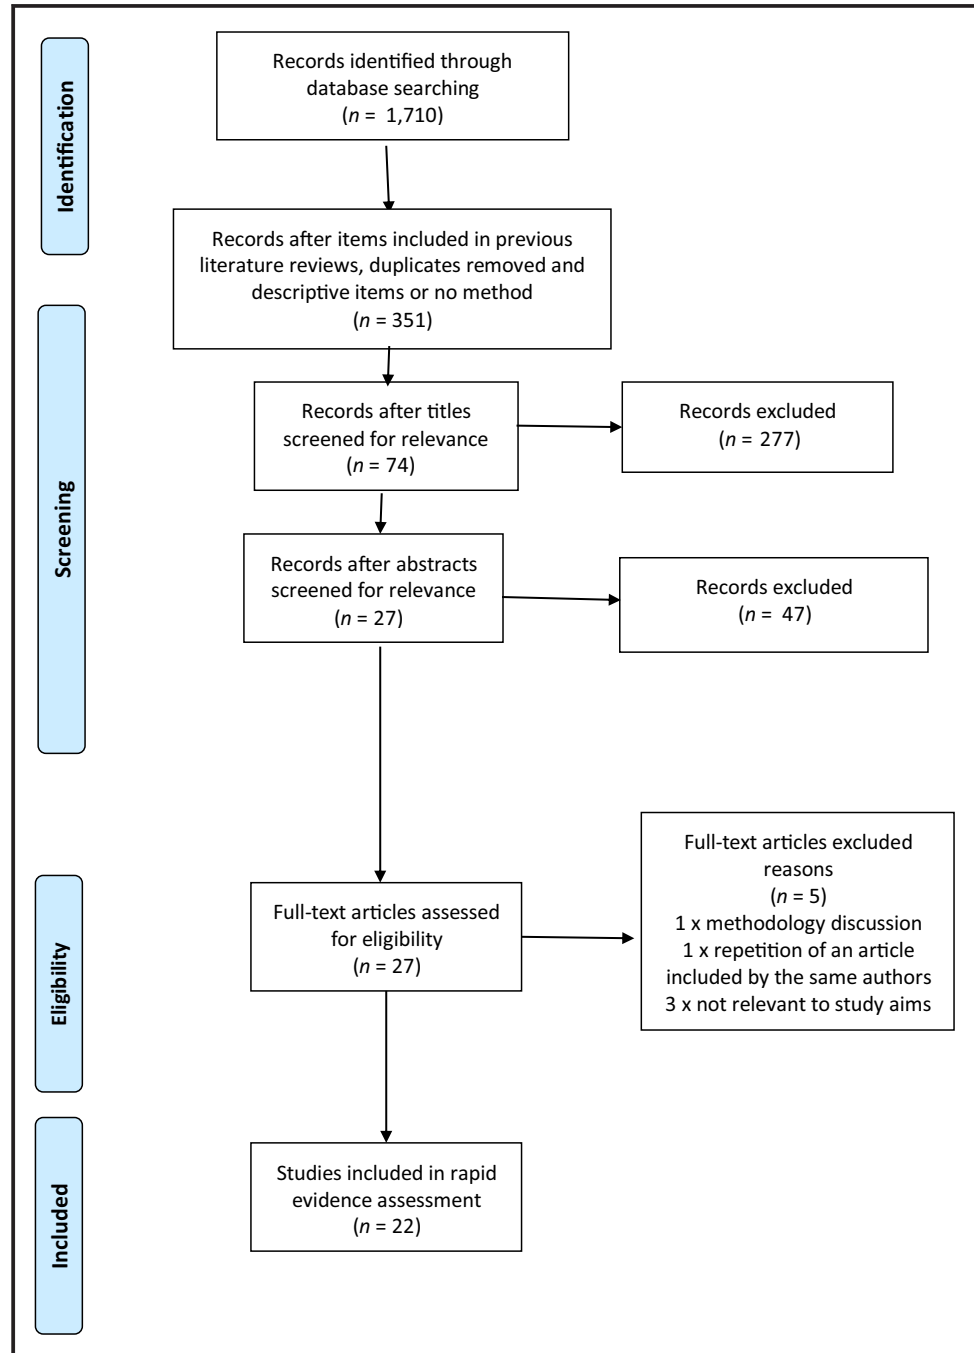 Identification
Records identified through
database searching
(n = 1,710)
Records after items included in previous
literature reviews, duplicates removed and
descriptive items or no method
(n = 351)
Screening
Records after titles
screened for relevance
(n = 74)
Records excluded
(n = 277)
Records after abstracts
screened for relevance
(n = 27)
Records excluded
(n = 47)
Eligibility
Full-text articles assessed
for eligibility
(n = 27)
Full-text articles excluded
reasons
(n = 5)
1 x methodology discussion
1 x repetition of an article
included by the same authors
3 x not relevant to study aims
Included
Studies included in rapid
evidence assessment
(n = 22)